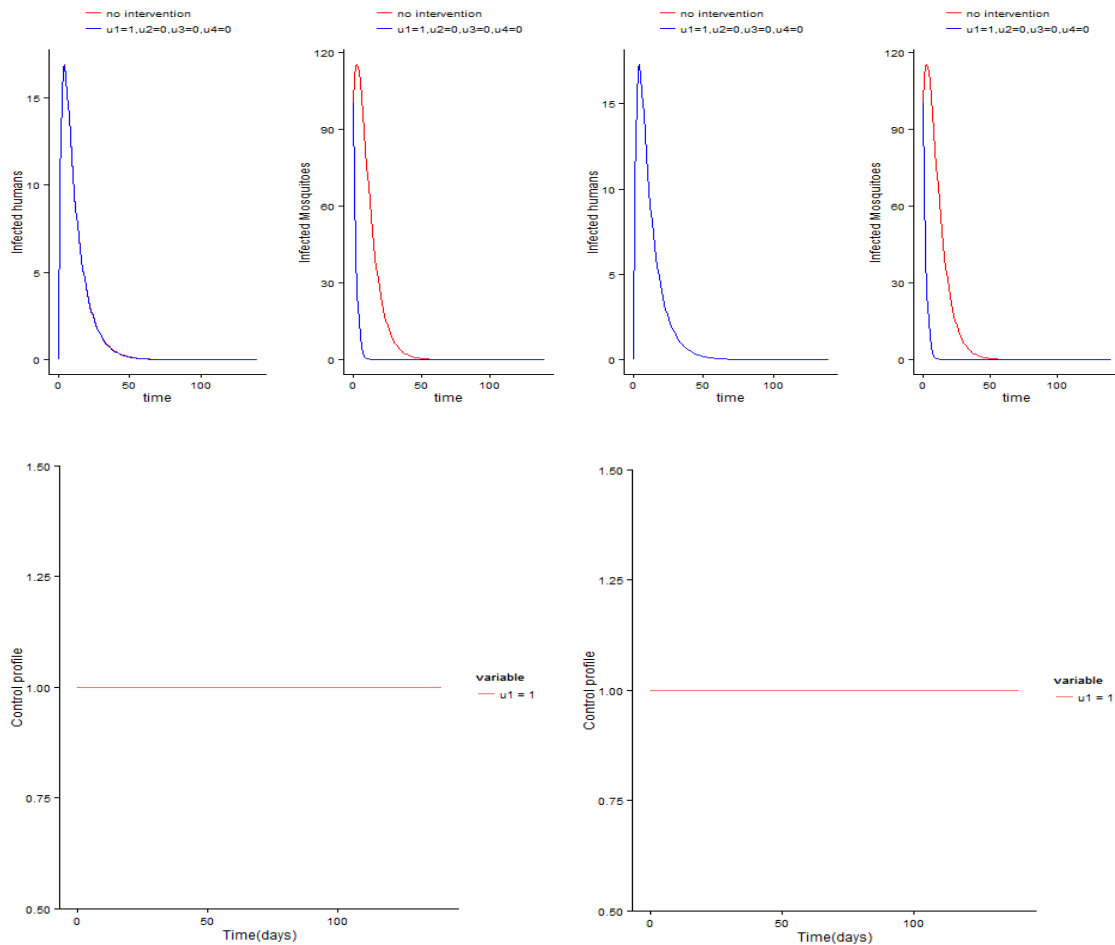 no intervention
u1=1,u2=0,u3=0,u4=0
Infected humans
15
10
5
0
0 50 100
time
no intervention
u1=1,u2=0,u3=0,u4=0
Infected Mosquitoes
120
90
60
30
0
0 50 100
time
no intervention
u1=1,u2=0,u3=0,u4=0
Infected humans
15
10
5
0
0 50 100
time
no intervention
u1=1,u2=0,u3=0,u4=0
Infected Mosquitoes
120
90
60
30
0
0 50 100
time
Control profile
1.50
1.25
1.00
0.75
0.50
0 50 100
Time(days)
variable
u1 = 1
Control profile
1.50
1.25
1.00
0.75
0.50
0 50 100
Time(days)
variable
u1 = 1